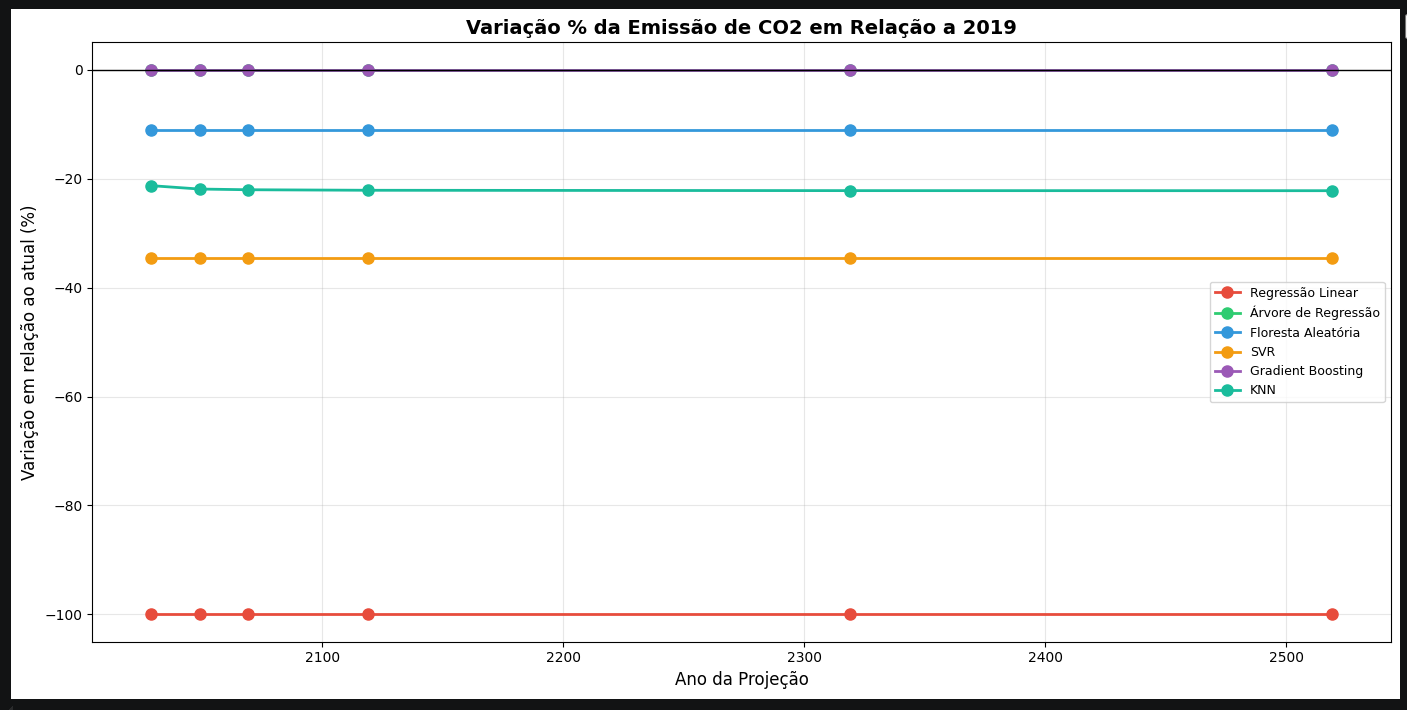 Variação % da Emissão de CO2 em Relação a 2019
Variação em relação ao atual (%)
0
−20
−40
−60
−80
−100
Regressão Linear
Árvore de Regressão
Floresta Aleatória
SVR
Gradient Boosting
KNN
2100
2200
2300
2400
2500
Ano da Projeção